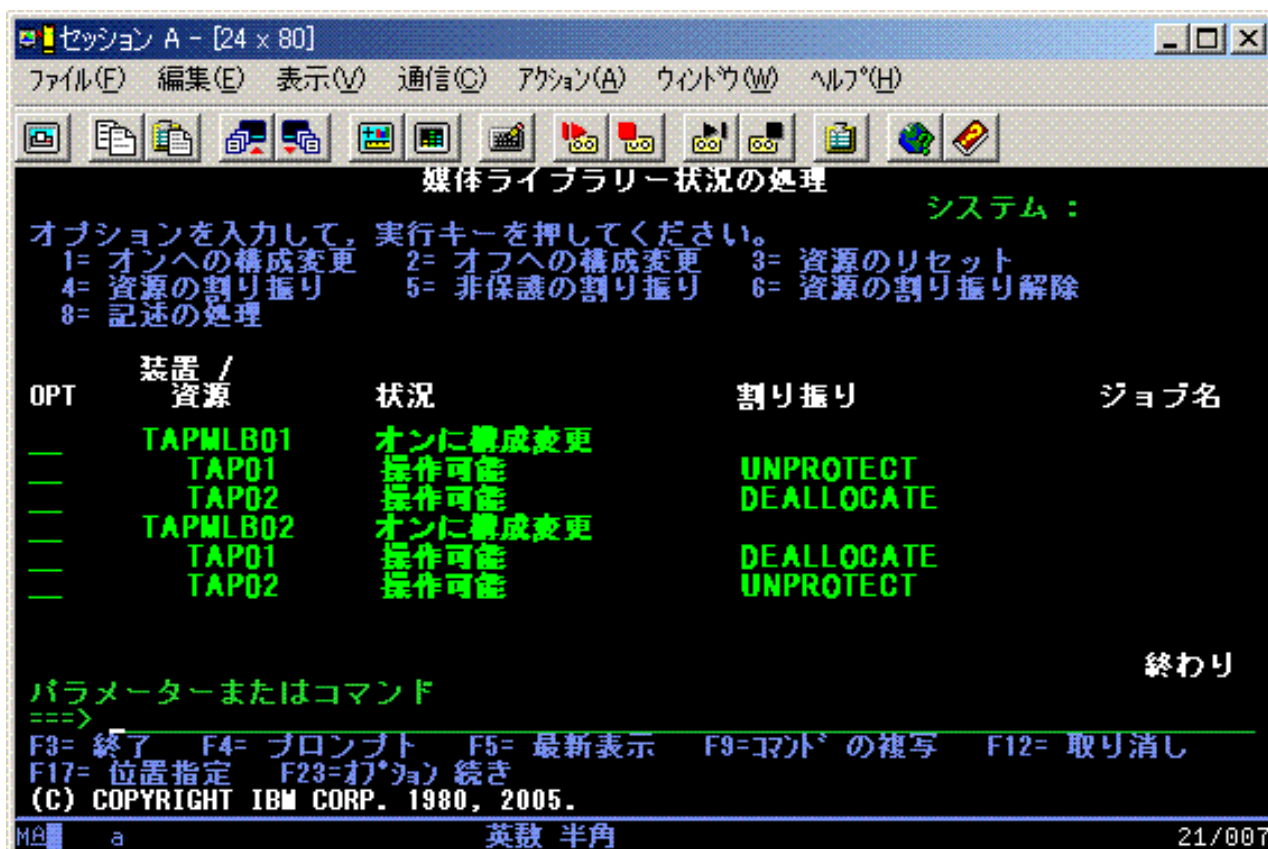 セッション A - [24 x 80]
ファイル(F) 編集(E) 表示(V) 通信(C) アクション(A) ウィンドウ(W) ヘルプ(H)
媒体ライブラリー状況の処理
システム :
オプションを入力して, 実行キーを押してください。
1= オンへの構成変更 2= オフへの構成変更 3= 資源のリセット
4= 資源の割り振り 5= 非保護の割り振り 6= 資源の割り振り解除
8= 記述の処理
装置 /
OPT 資源 状況 割り振り ジョブ名
__ TAPMLB01 オンに構成変更
__ TAP01 操作可能 UNPROTECT
__ TAP02 操作可能 DEALLOCATE
__ TAPMLB02 オンに構成変更
__ TAP01 操作可能 DEALLOCATE
__ TAP02 操作可能 UNPROTECT
終わり
パラメーターまたはコマンド
===>
F3= 終了 F4= プロンプト F5= 最新表示 F9=コマンド の複写 F12= 取り消し
F17= 位置指定 F23=オプション 続き
(C) COPYRIGHT IBM CORP. 1980, 2005.
MA a 英数 半角 21/007